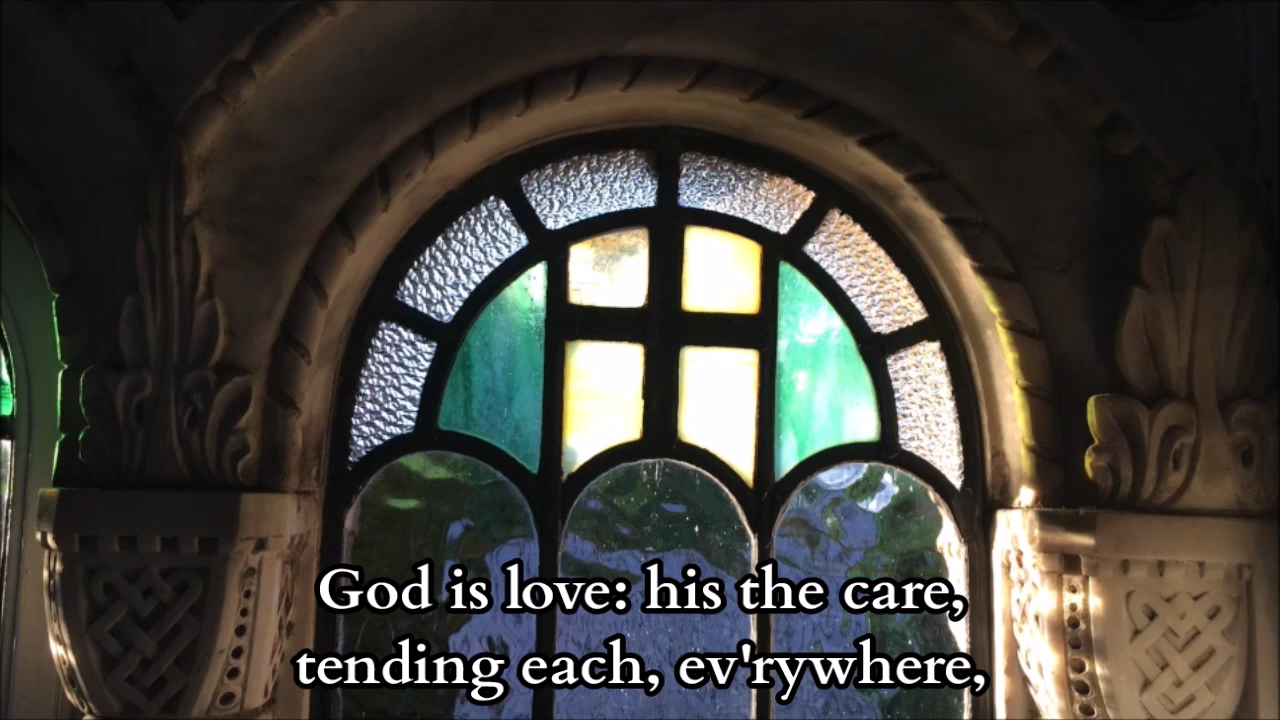 God is love: his the care,
tending each, ev'rywhere,